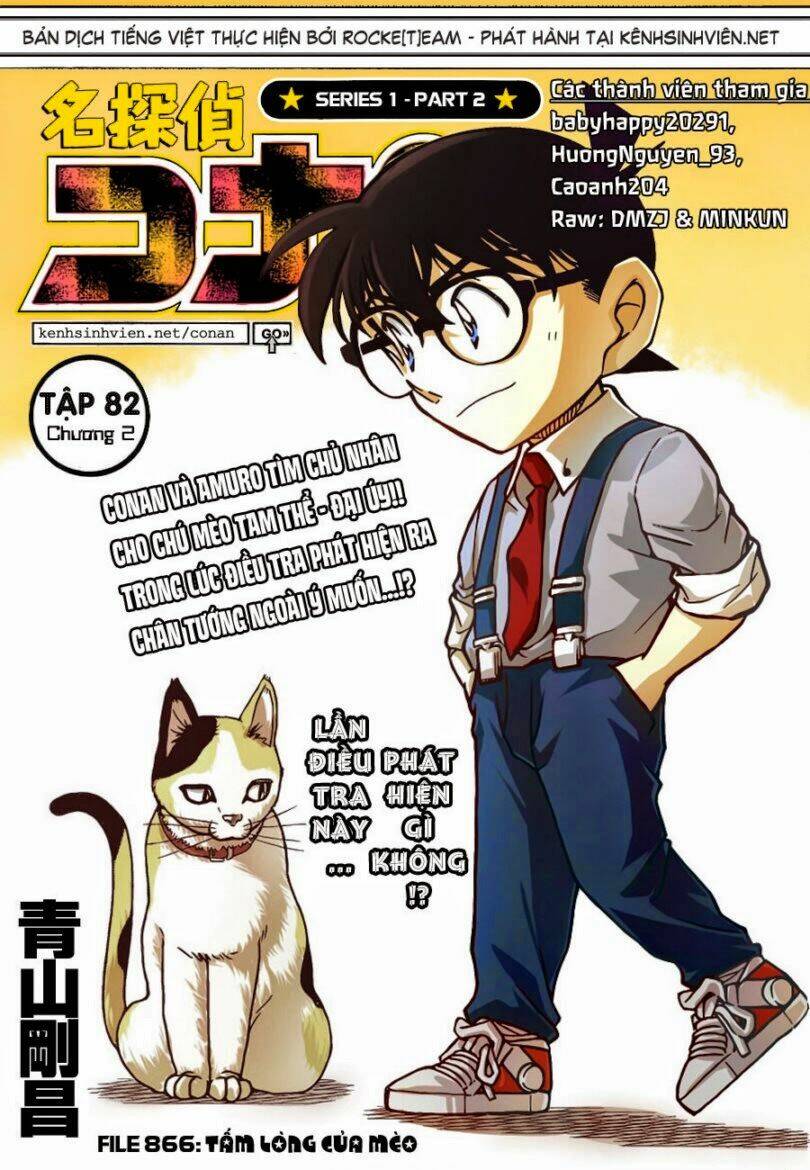 BẢN DỊCH TIẾNG VIỆT THỰC HIỆN BỞI ROCKE[T]EAM - PHÁT HÀNH TẠI KÊNHSINHVIÊN.NET
名探偵
SERIES 1 - PART 2
Các thành viên tham gia
babyhappy20291,
HuongNguyen_93,
Caoanh204
Raw: DMZJ & MINKUN
コナ
kenhsinhvien.net/conan GO»
TẬP 82
Chương 2
CONAN VÀ AMURO TÌM CHỦ NHÂN
CHO CHÚ MÈO TAM THỂ - ĐẠI ÚY!!
TRONG LÚC ĐIỀU TRA PHÁT HIỆN RA
CHÂN TƯỚNG NGOÀI Ý MUỐN...!?
LẦN
ĐIỀU
TRA
NÀY
...
PHÁT
HIỆN
GÌ
KHÔNG
!?
青山剛昌
FILE 866: TẤM LÒNG CỦA MÈO